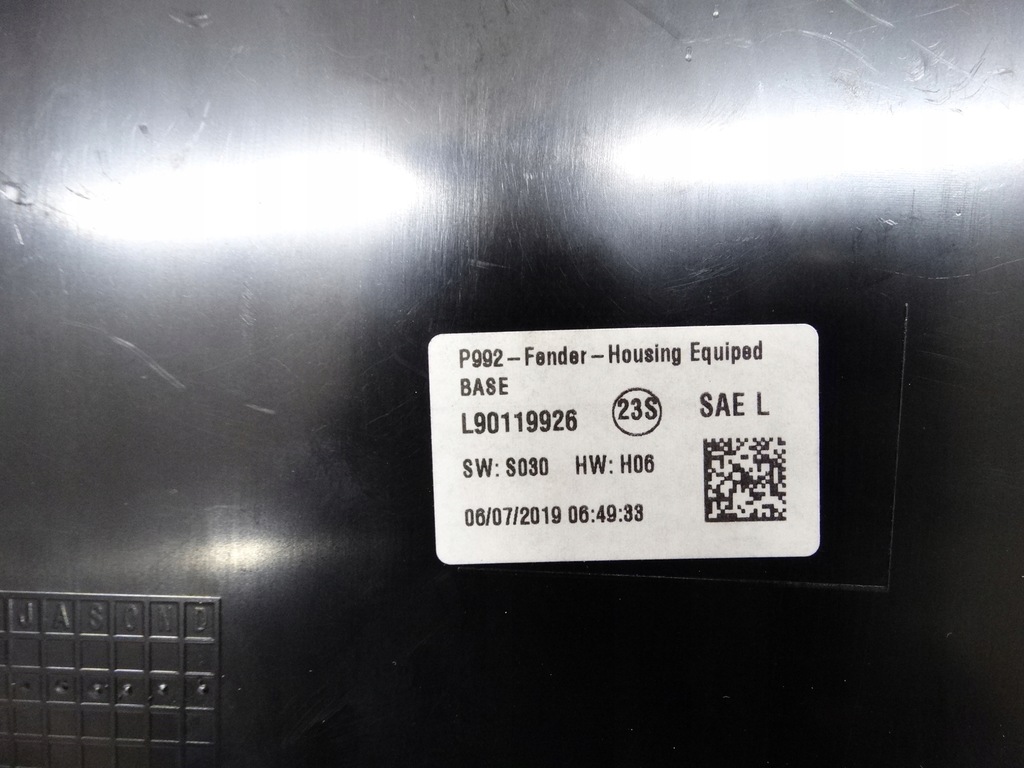 P992-Fender-Housing Equiped
BASE
L90119926 23S SAE L
SW: S030 HW: H06
06/07/2019 06:49:33
J A S O N D